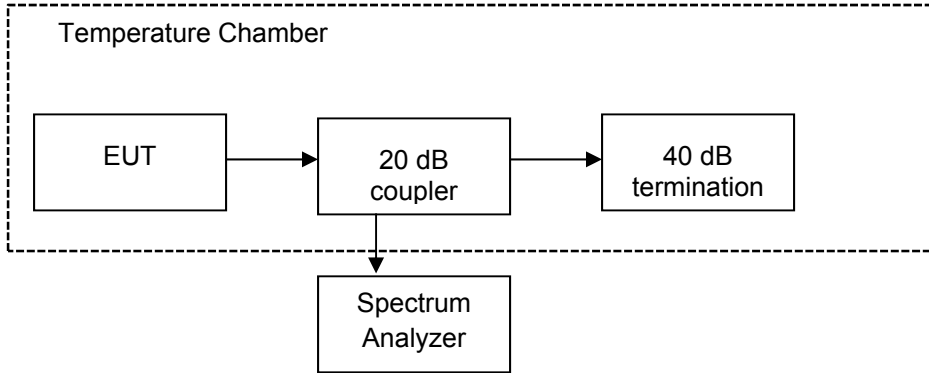 Temperature Chamber
EUT
20 dB
coupler
40 dB
termination
Spectrum
Analyzer